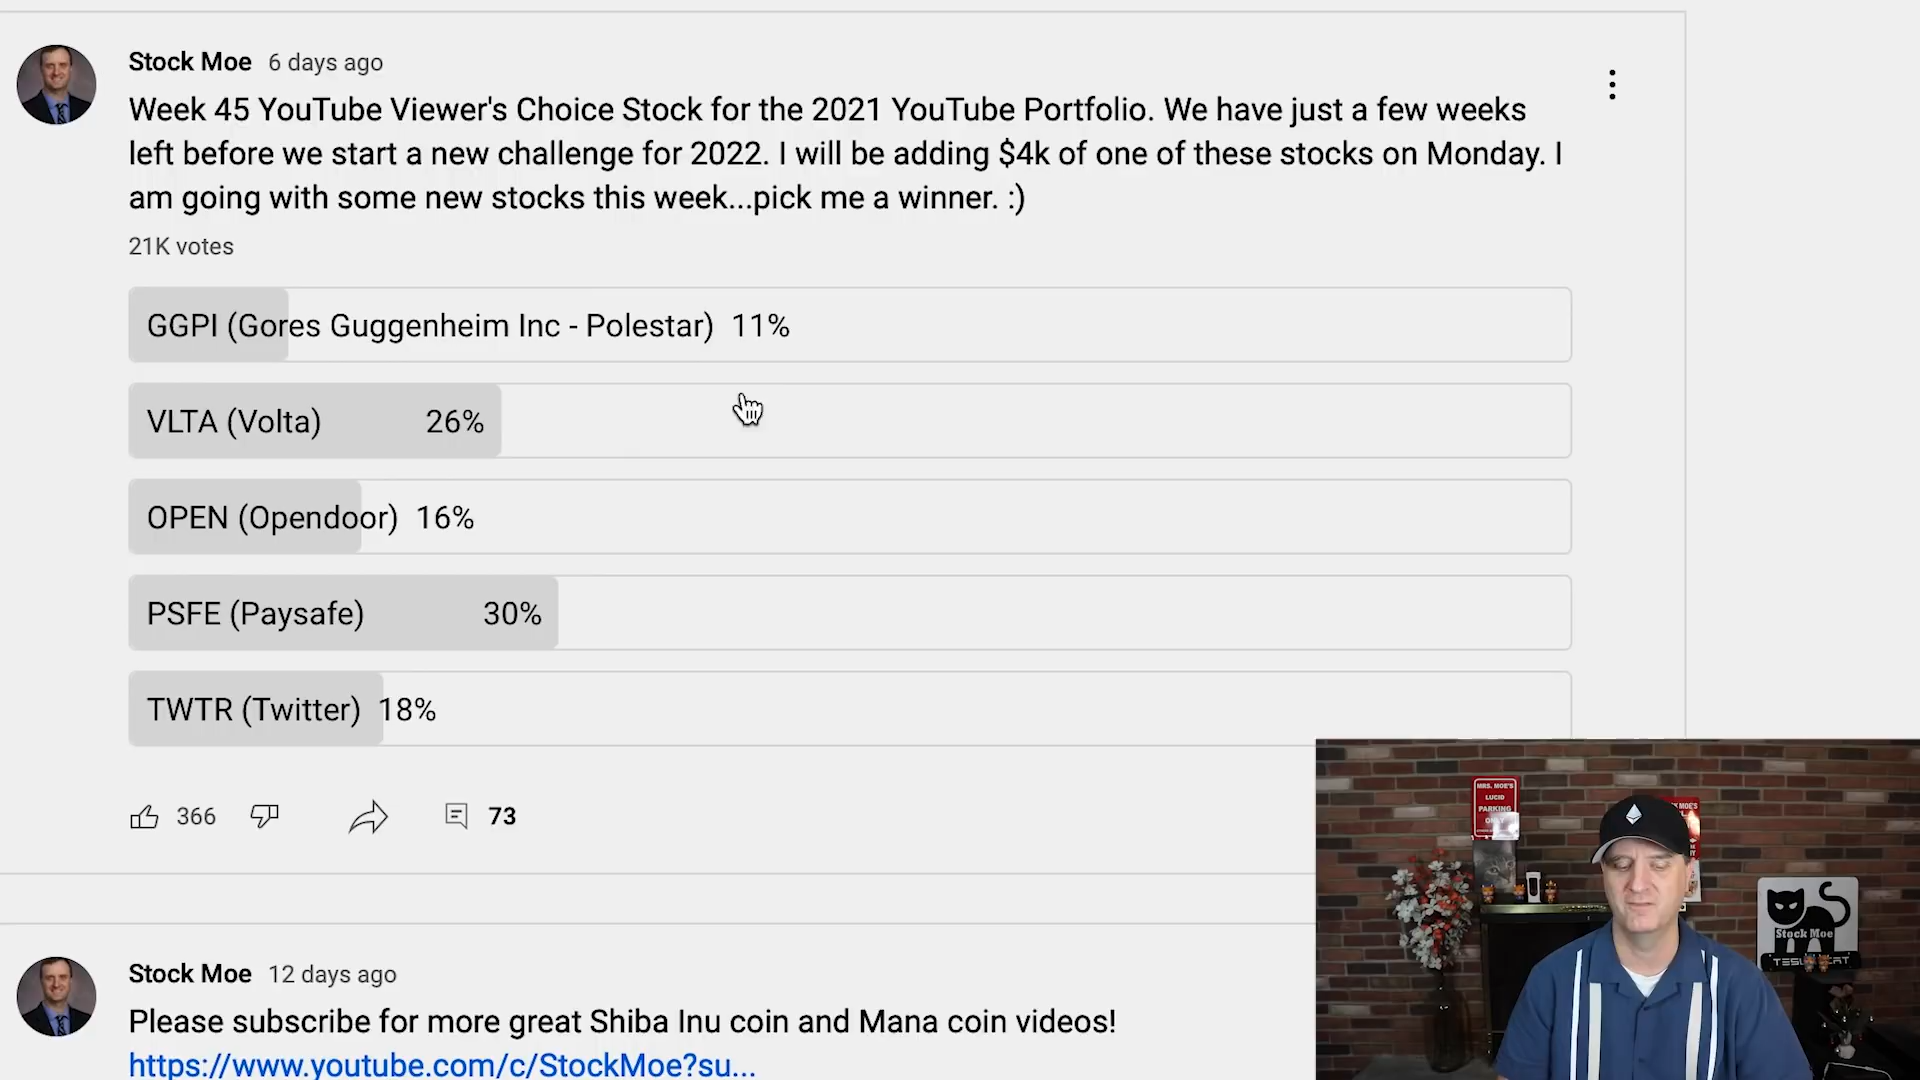 Stock Moe 6 days ago
Week 45 YouTube Viewer's Choice Stock for the 2021 YouTube Portfolio. We have just a few weeks
left before we start a new challenge for 2022. I will be adding $4k of one of these stocks on Monday. I
am going with some new stocks this week...pick me a winner. :)
21K votes
GGPI (Gores Guggenheim Inc - Polestar) 11%
VLTA (Volta) 26%
OPEN (Opendoor) 16%
PSFE (Paysafe) 30%
TWTR (Twitter) 18%
366 73
MRS. MOE'S
LUCID
PARKING
Stock Moe
Stock Moe 12 days ago
Please subscribe for more great Shiba Inu coin and Mana coin videos!
https://www.youtube.com/c/StockMoe?su...